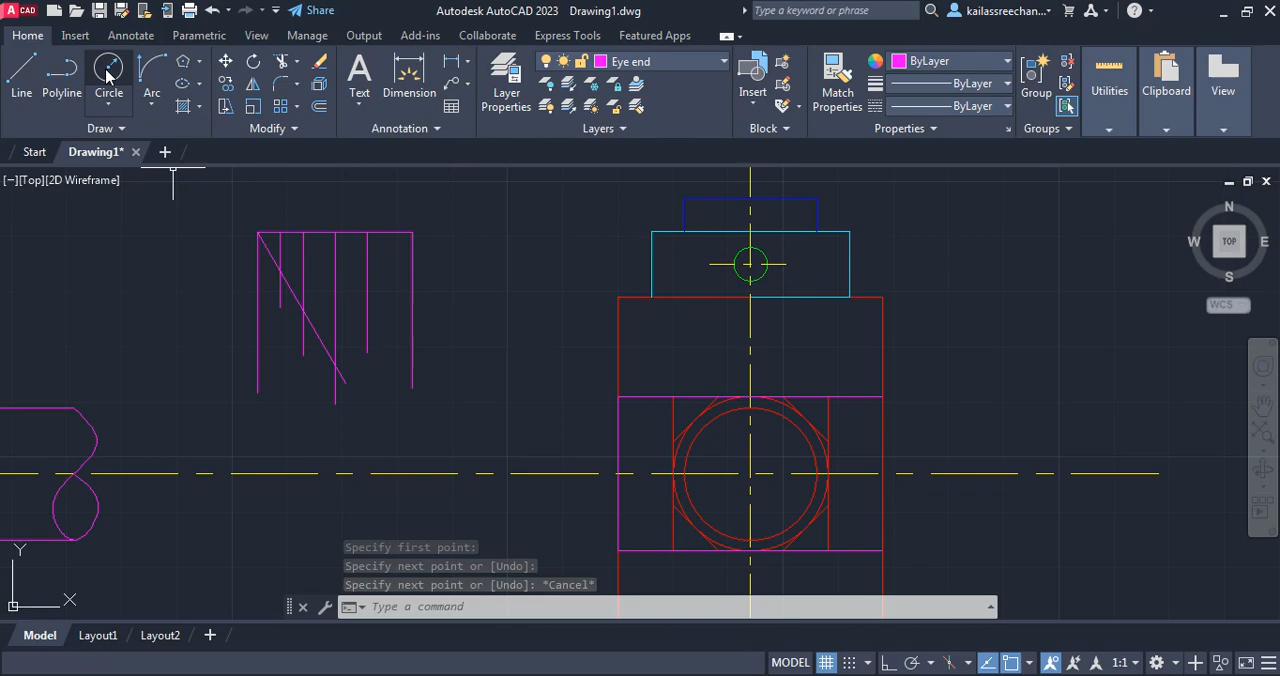 CAD
Share
Autodesk AutoCAD 2023 Drawing1.dwg
Type a keyword or phrase
kailassreechan...
Home Insert Annotate Parametric View Manage Output Add-ins Collaborate Express Tools Featured Apps
Line Polyline Circle Arc
Text Dimension
Layer Properties
Eye end
Insert
Match Properties
ByLayer
ByLayer
ByLayer
Group
Utilities
Clipboard
View
Draw Modify Annotation Layers Block Properties Groups
Start Drawing1*
[−][Top][2D Wireframe]
N
W TOP E
S
WCS
Y
X
Specify first point:
Specify next point or [Undo]:
Specify next point or [Undo]: *Cancel*
Type a command
Model Layout1 Layout2
MODEL 1:1